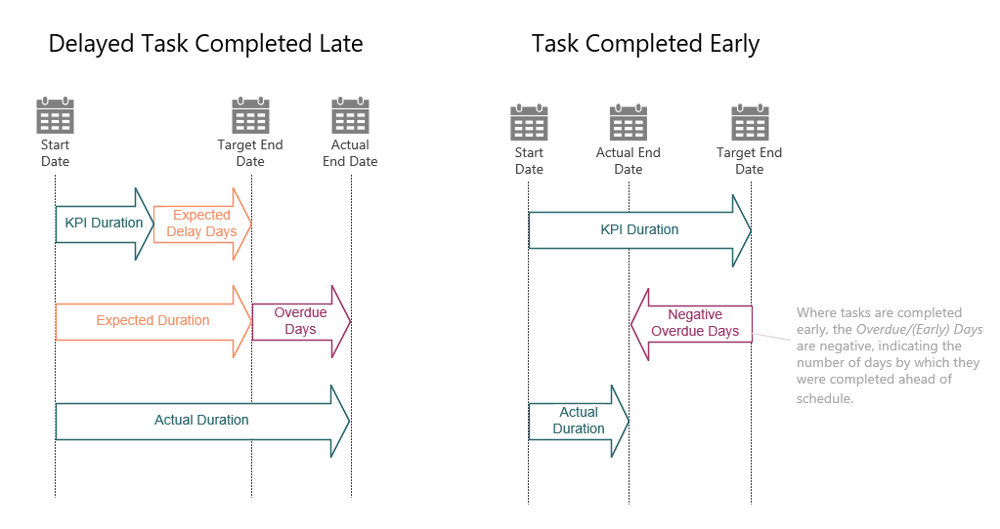 Delayed Task Completed Late
Start
Date
Target End
Date
Actual
End Date
KPI Duration
Expected
Delay Days
Expected Duration
Overdue
Days
Actual Duration
Task Completed Early
Start
Date
Actual End
Date
Target End
Date
KPI Duration
Negative
Overdue Days
Where tasks are completed
early, the Overdue/(Early) Days
are negative, indicating the
number of days by which they
were completed ahead of
schedule.
Actual
Duration